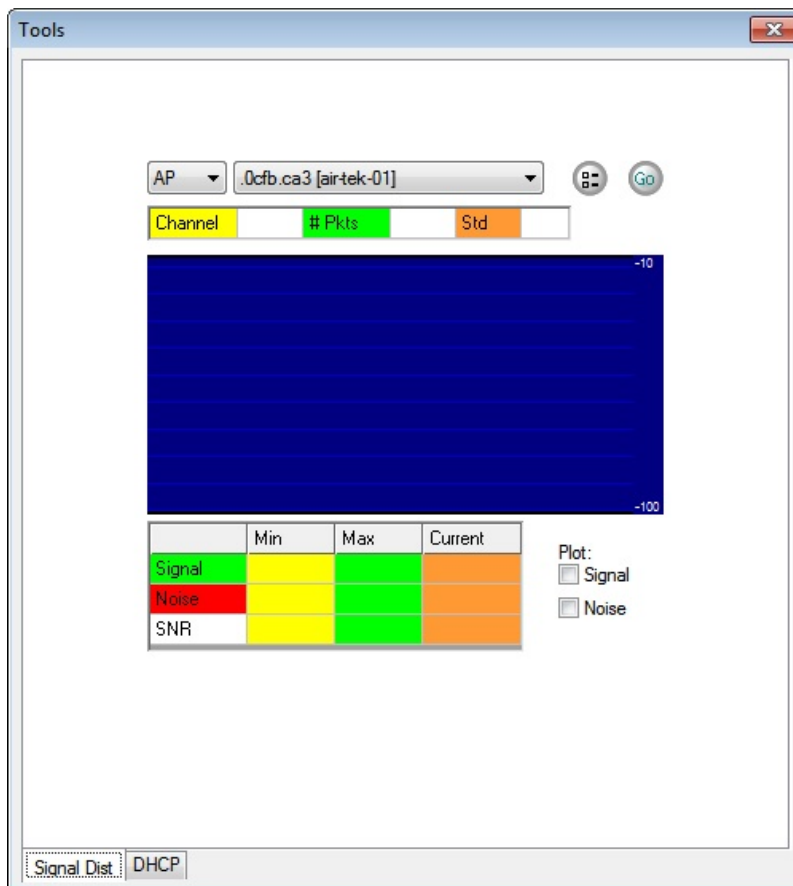 Tools
AP .0cfb.ca3 [air-tek-01] Go
Channel # Pkts Std
-10
-100
Min Max Current
Signal
Noise
SNR
Plot:
Signal
Noise
Signal Dist DHCP